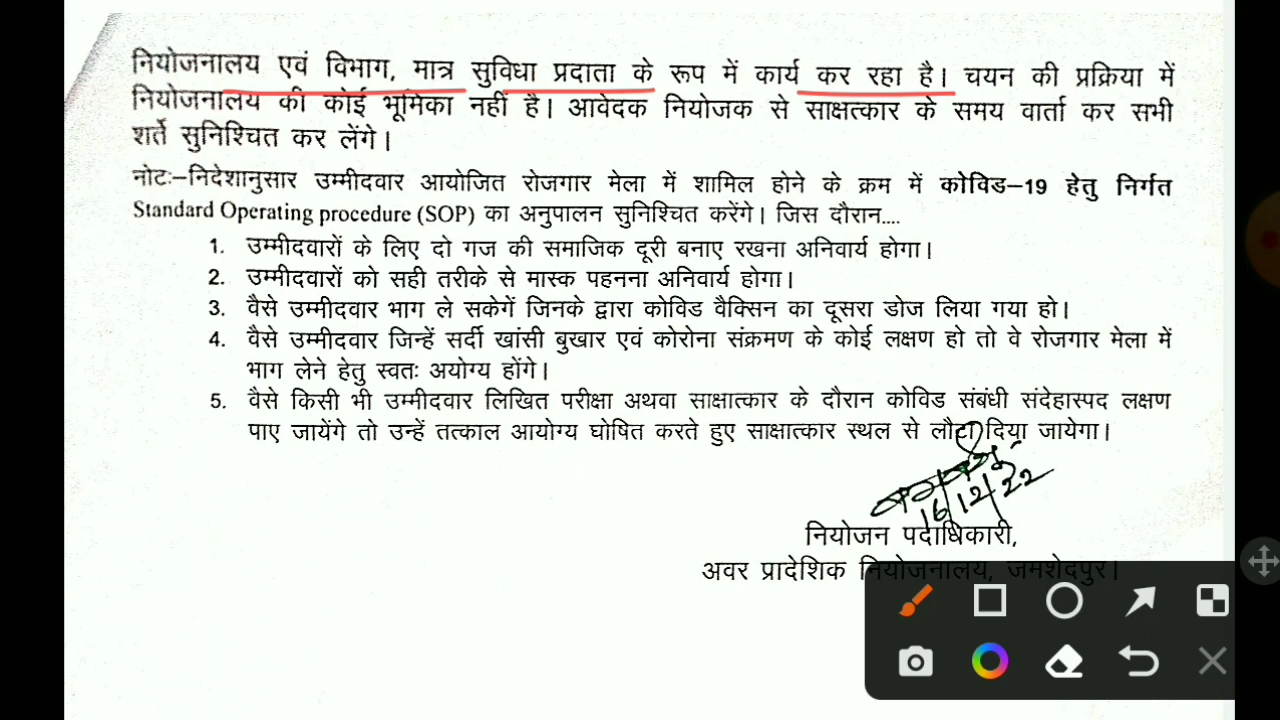 नियोजनालय एवं विभाग, मात्र सुविधा प्रदाता के रूप में कार्य कर रहा है। चयन की प्रक्रिया में
नियोजनालय की कोई भूमिका नहीं है। आवेदक नियोजक से साक्षत्कार के समय वार्ता कर सभी
शर्ते सुनिश्चित कर लेंगे।
नोटः–निदेशानुसार उम्मीदवार आयोजित रोजगार मेला में शामिल होने के क्रम में कोविड–19 हेतु निर्गत
Standard Operating procedure (SOP) का अनुपालन सुनिश्चित करेंगे। जिस दौरान....
1. उम्मीदवारों के लिए दो गज की समाजिक दूरी बनाए रखना अनिवार्य होगा।
2. उम्मीदवारों को सही तरीके से मास्क पहनना अनिवार्य होगा।
3. वैसे उम्मीदवार भाग ले सकेगें जिनके द्वारा कोविड वैक्सिन का दूसरा डोज लिया गया हो।
4. वैसे उम्मीदवार जिन्हें सर्दी खांसी बुखार एवं कोरोना संक्रमण के कोई लक्षण हो तो वे रोजगार मेला में
भाग लेने हेतु स्वतः अयोग्य होंगे।
5. वैसे किसी भी उम्मीदवार लिखित परीक्षा अथवा साक्षात्कार के दौरान कोविड संबंधी संदेहास्पद लक्षण
पाए जायेंगे तो उन्हें तत्काल आयोग्य घोषित करते हुए साक्षात्कार स्थल से लौटा दिया जायेगा।
16/12/22
नियोजन पदाधिकारी,
अवर प्रादेशिक नियोजनालय, जमशेदपुर।